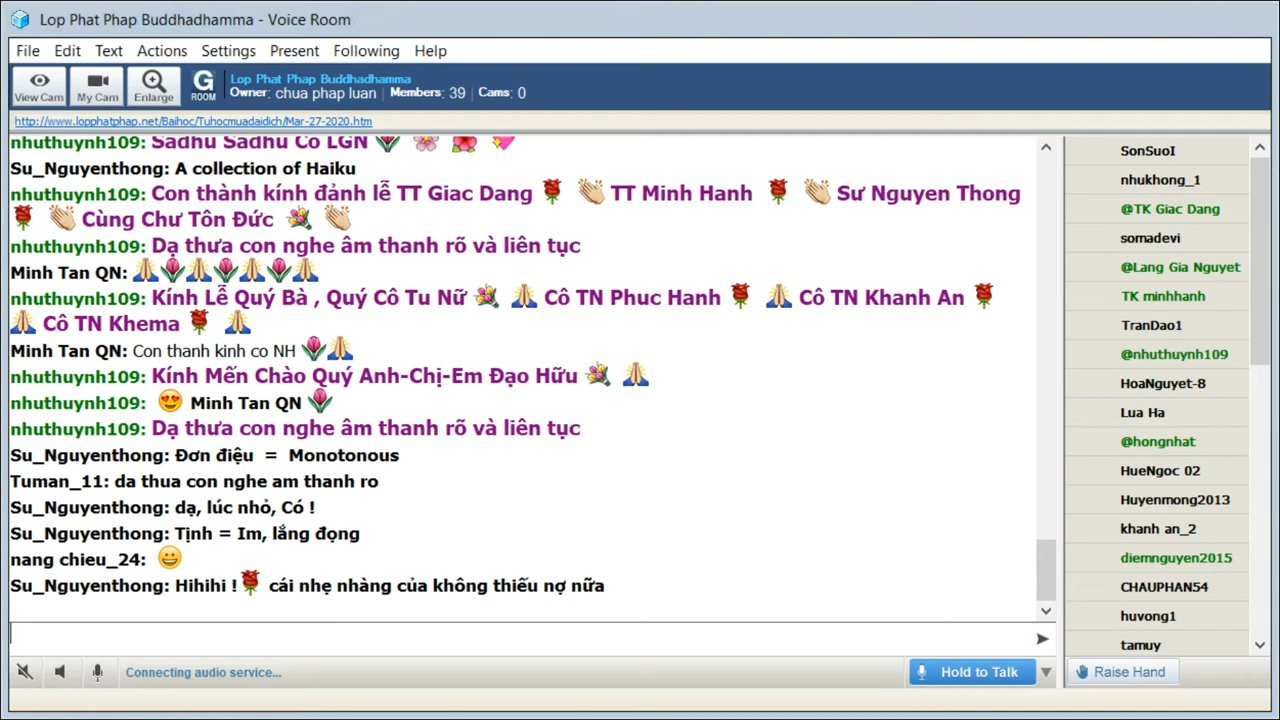 Lop Phat Phap Buddhadhamma - Voice Room
File Edit Text Actions Settings Present Following Help
View Cam My Cam Enlarge G ROOM
Lop Phat Phap Buddhadhamma
Owner: chua phap luan | Members: 39 | Cams: 0
http://www.lopphatphap.net/Baihoc/Tuhocmuadaidich/Mar-27-2020.htm
nhuthuynh109: Sadhu Sadhu Co LGN
Su_Nguyenthong: A collection of Haiku
nhuthuynh109: Con thành kính đảnh lễ TT Giac Dang TT Minh Hanh Sư Nguyen Thong
Cùng Chư Tôn Đức
nhuthuynh109: Dạ thưa con nghe âm thanh rõ và liên tục
Minh Tan QN:
nhuthuynh109: Kính Lễ Quý Bà , Quý Cô Tu Nữ Cô TN Phuc Hanh Cô TN Khanh An
Cô TN Khema
Minh Tan QN: Con thanh kinh co NH
nhuthuynh109: Kính Mến Chào Quý Anh-Chị-Em Đạo Hữu
nhuthuynh109: Minh Tan QN
nhuthuynh109: Dạ thưa con nghe âm thanh rõ và liên tục
Su_Nguyenthong: Đơn điệu = Monotonous
Tuman_11: da thua con nghe am thanh ro
Su_Nguyenthong: dạ, lúc nhỏ, Có !
Su_Nguyenthong: Tịnh = Im, lắng đọng
nang chieu_24:
Su_Nguyenthong: Hihihi ! cái nhẹ nhàng của không thiếu nợ nữa
SonSuoI
nhukhong_1
@TK Giac Dang
somadevi
@Lang Gia Nguyet
TK minhhanh
TranDao1
@nhuthuynh109
HoaNguyet-8
Lua Ha
@hongnhat
HueNgoc 02
Huyenmong2013
khanh an_2
diemnguyen2015
CHAUPHAN54
huvong1
tamuy
Connecting audio service...
Hold to Talk
Raise Hand